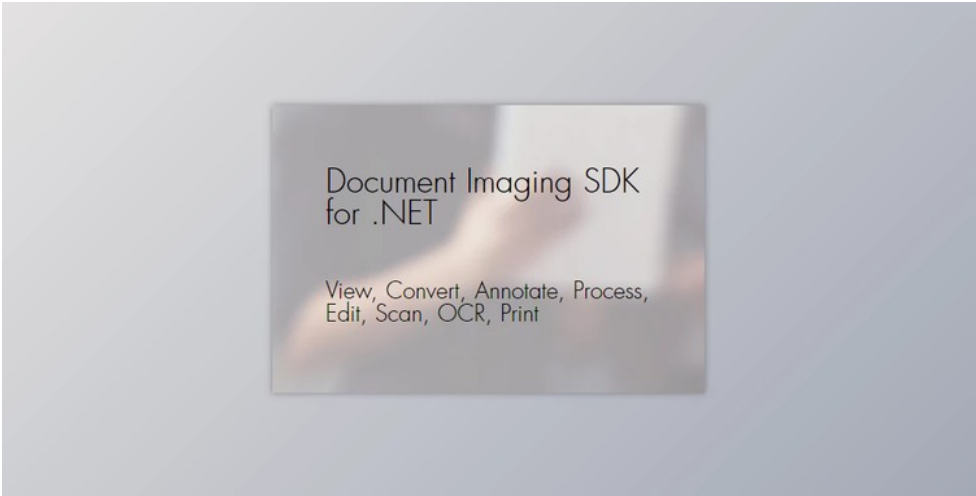 Document Imaging SDK
for .NET
View, Convert, Annotate, Process,
Edit, Scan, OCR, Print